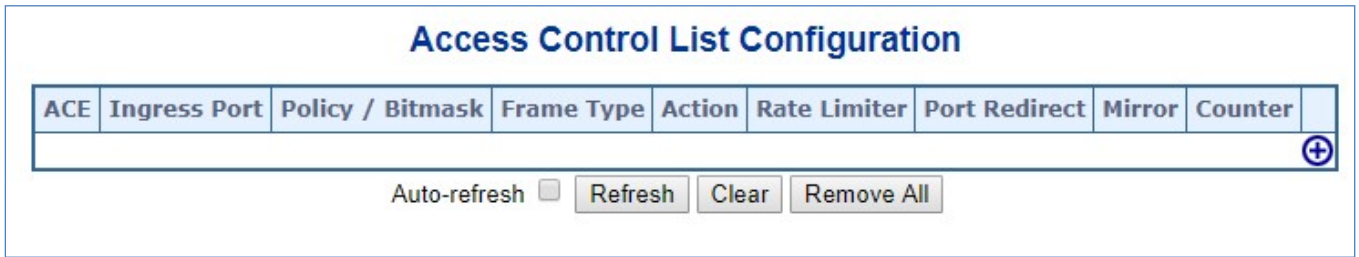 Access Control List Configuration
ACE Ingress Port Policy / Bitmask Frame Type Action Rate Limiter Port Redirect Mirror Counter
Auto-refresh Refresh Clear Remove All